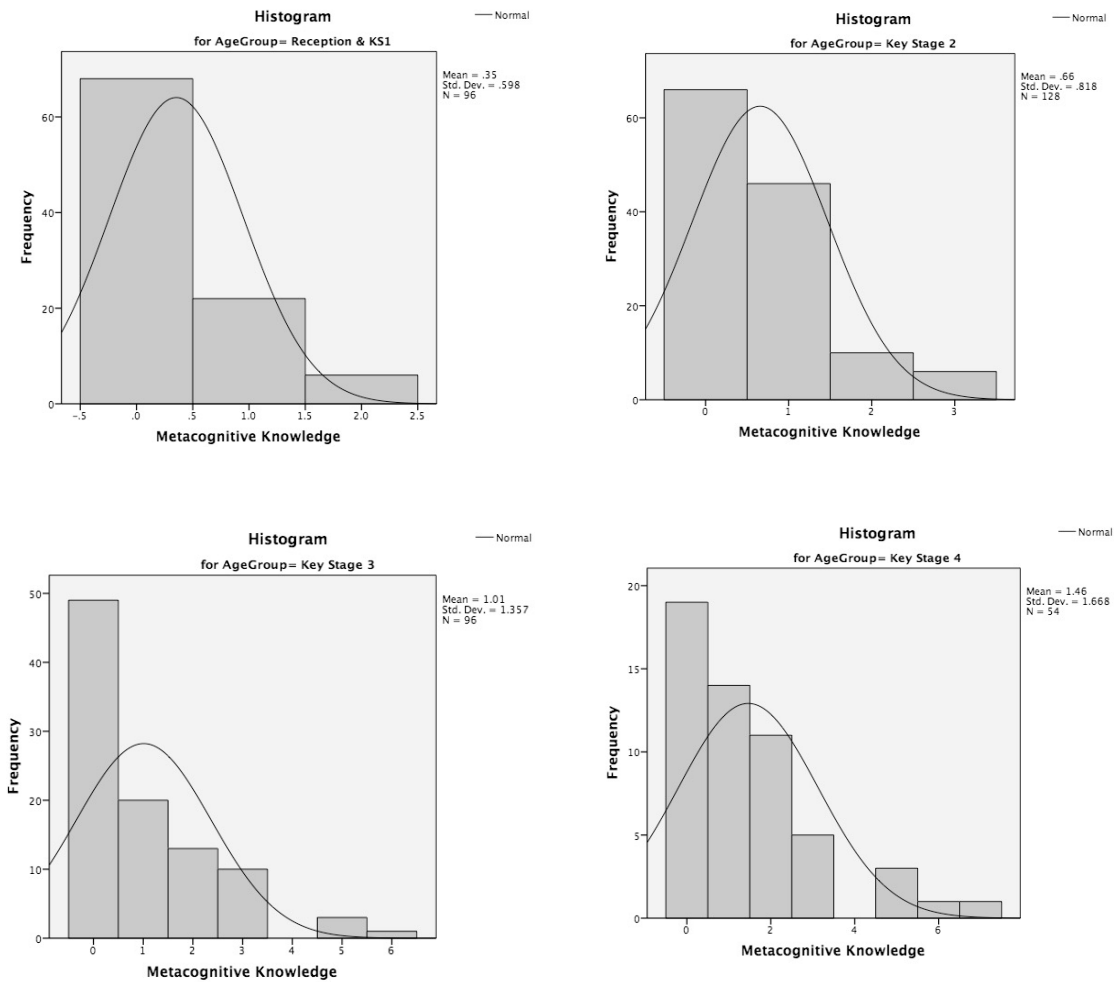 Histogram
Normal
for AgeGroup= Reception & KS1
Mean = .35
Std. Dev. = .598
N = 96
60
40
20
0
Frequency
-.5 .0 .5 1.0 1.5 2.0 2.5
Metacognitive Knowledge
Histogram
Normal
for AgeGroup= Key Stage 2
Mean = .66
Std. Dev. = .818
N = 128
60
40
20
0
Frequency
0 1 2 3
Metacognitive Knowledge
Histogram
Normal
for AgeGroup= Key Stage 3
Mean = 1.01
Std. Dev. = 1.357
N = 96
50
40
30
20
10
0
Frequency
0 1 2 3 4 5 6
Metacognitive Knowledge
Histogram
Normal
for AgeGroup= Key Stage 4
Mean = 1.46
Std. Dev. = 1.668
N = 54
20
15
10
5
0
Frequency
0 2 4 6
Metacognitive Knowledge